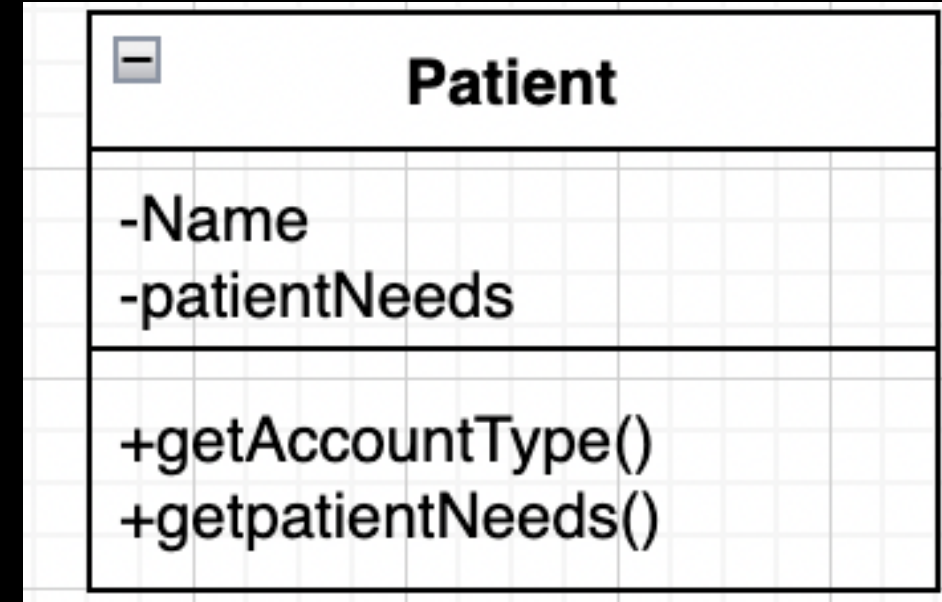 Patient
-Name
-patientNeeds
+getAccountType()
+getpatientNeeds()